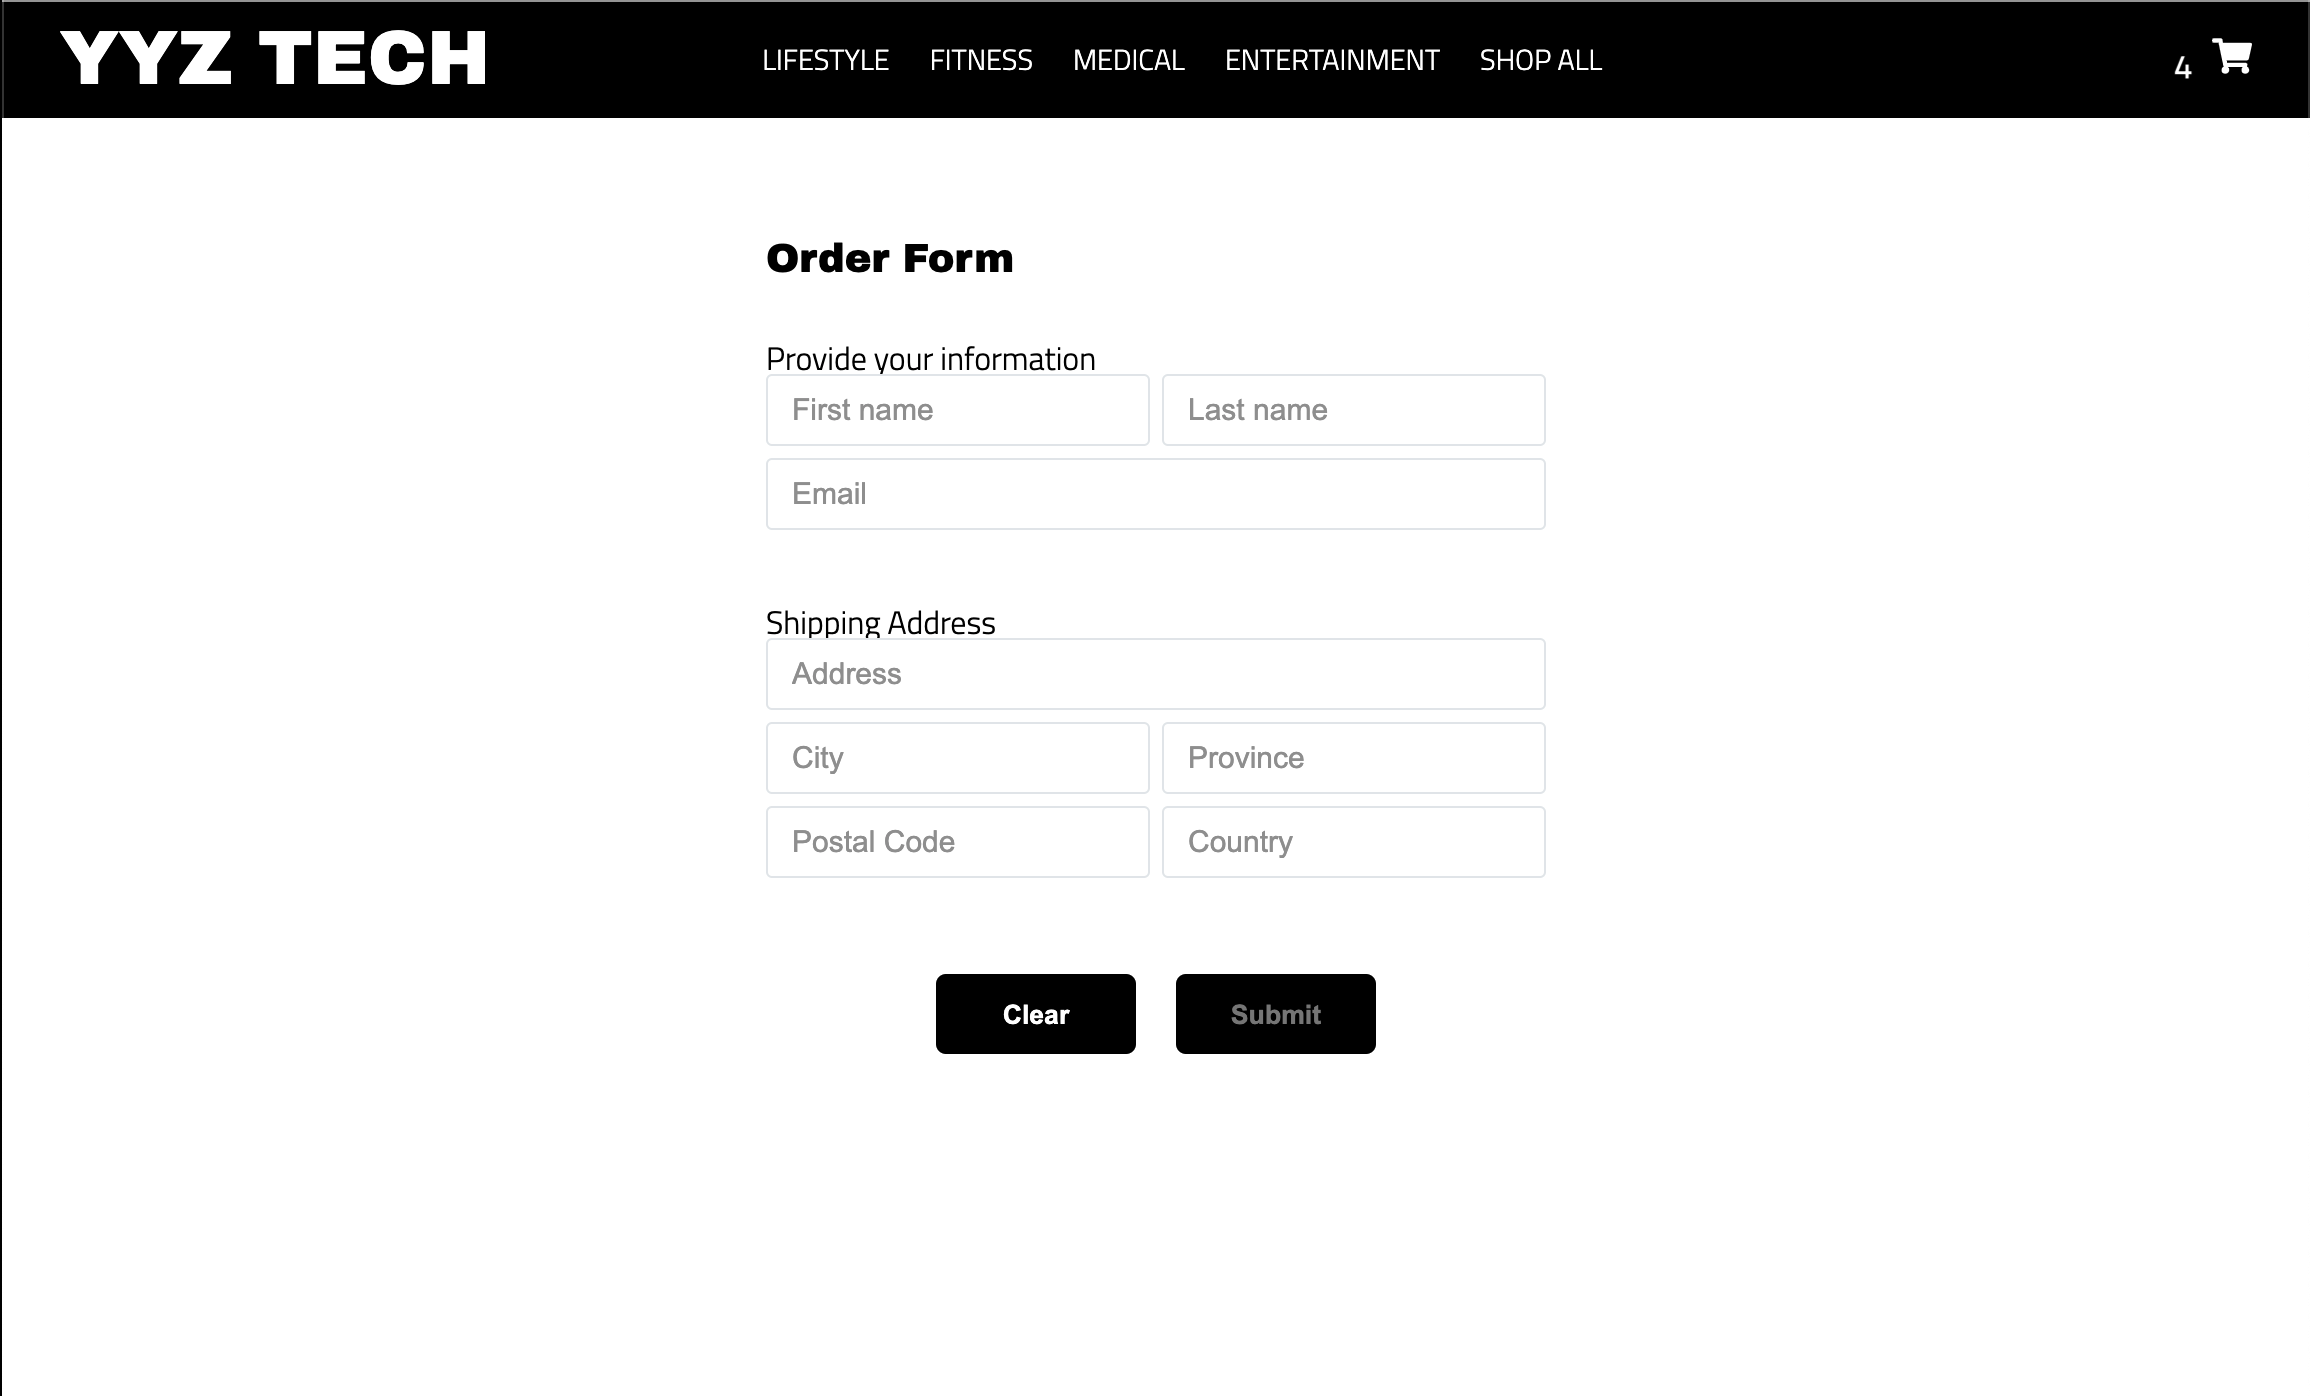 YYZ TECH
LIFESTYLE FITNESS MEDICAL ENTERTAINMENT SHOP ALL
4
Order Form
Provide your information
First name Last name
Email
Shipping Address
Address
City Province
Postal Code Country
Clear Submit